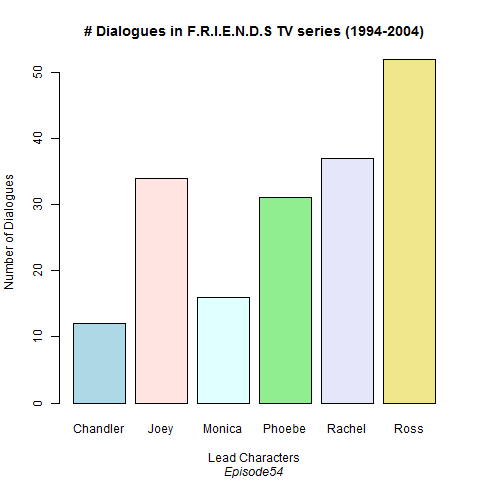 # Dialogues in F.R.I.E.N.D.S TV series (1994-2004)
Number of Dialogues
50
40
30
20
10
0
Chandler Joey Monica Phoebe Rachel Ross
Lead Characters
Episode54